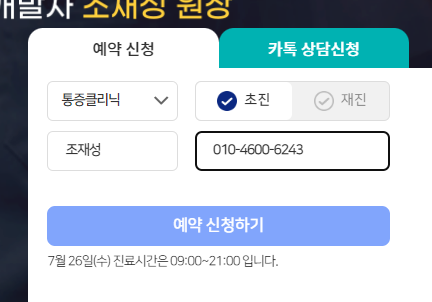 개발자 조재성 원장
예약 신청 카톡 상담신청
통증클리닉 초진 재진
조재성 010-4600-6243
예약 신청하기
7월 26일(수) 진료시간은 09:00~21:00 입니다.